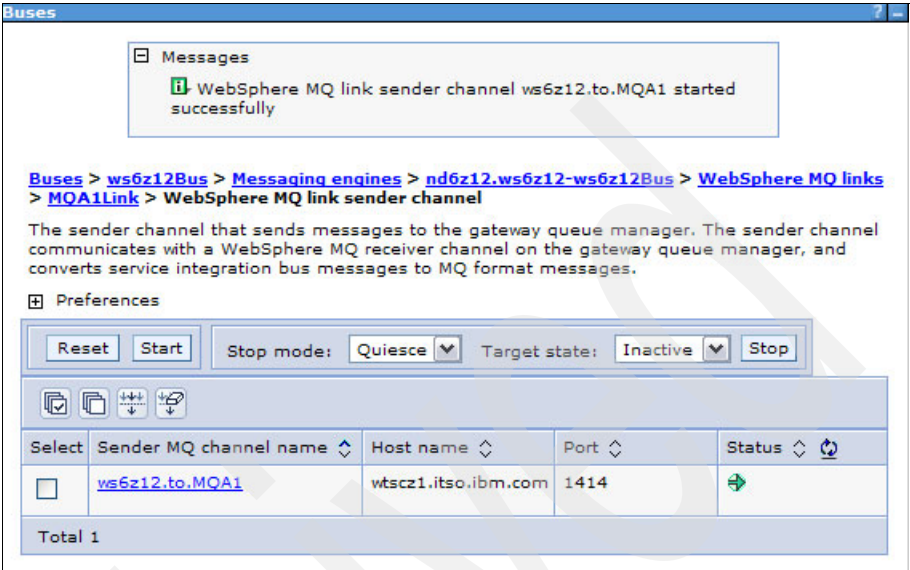 Buses ? -
Messages
WebSphere MQ link sender channel ws6z12.to.MQA1 started
successfully
Buses > ws6z12Bus > Messaging engines > nd6z12.ws6z12-ws6z12Bus > WebSphere MQ links
> MQA1Link > WebSphere MQ link sender channel
The sender channel that sends messages to the gateway queue manager. The sender channel
communicates with a WebSphere MQ receiver channel on the gateway queue manager, and
converts service integration bus messages to MQ format messages.
Preferences
Reset Start Stop mode: Quiesce Target state: Inactive Stop
Select Sender MQ channel name Host name Port Status
ws6z12.to.MQA1 wtscz1.itso.ibm.com 1414
Total 1